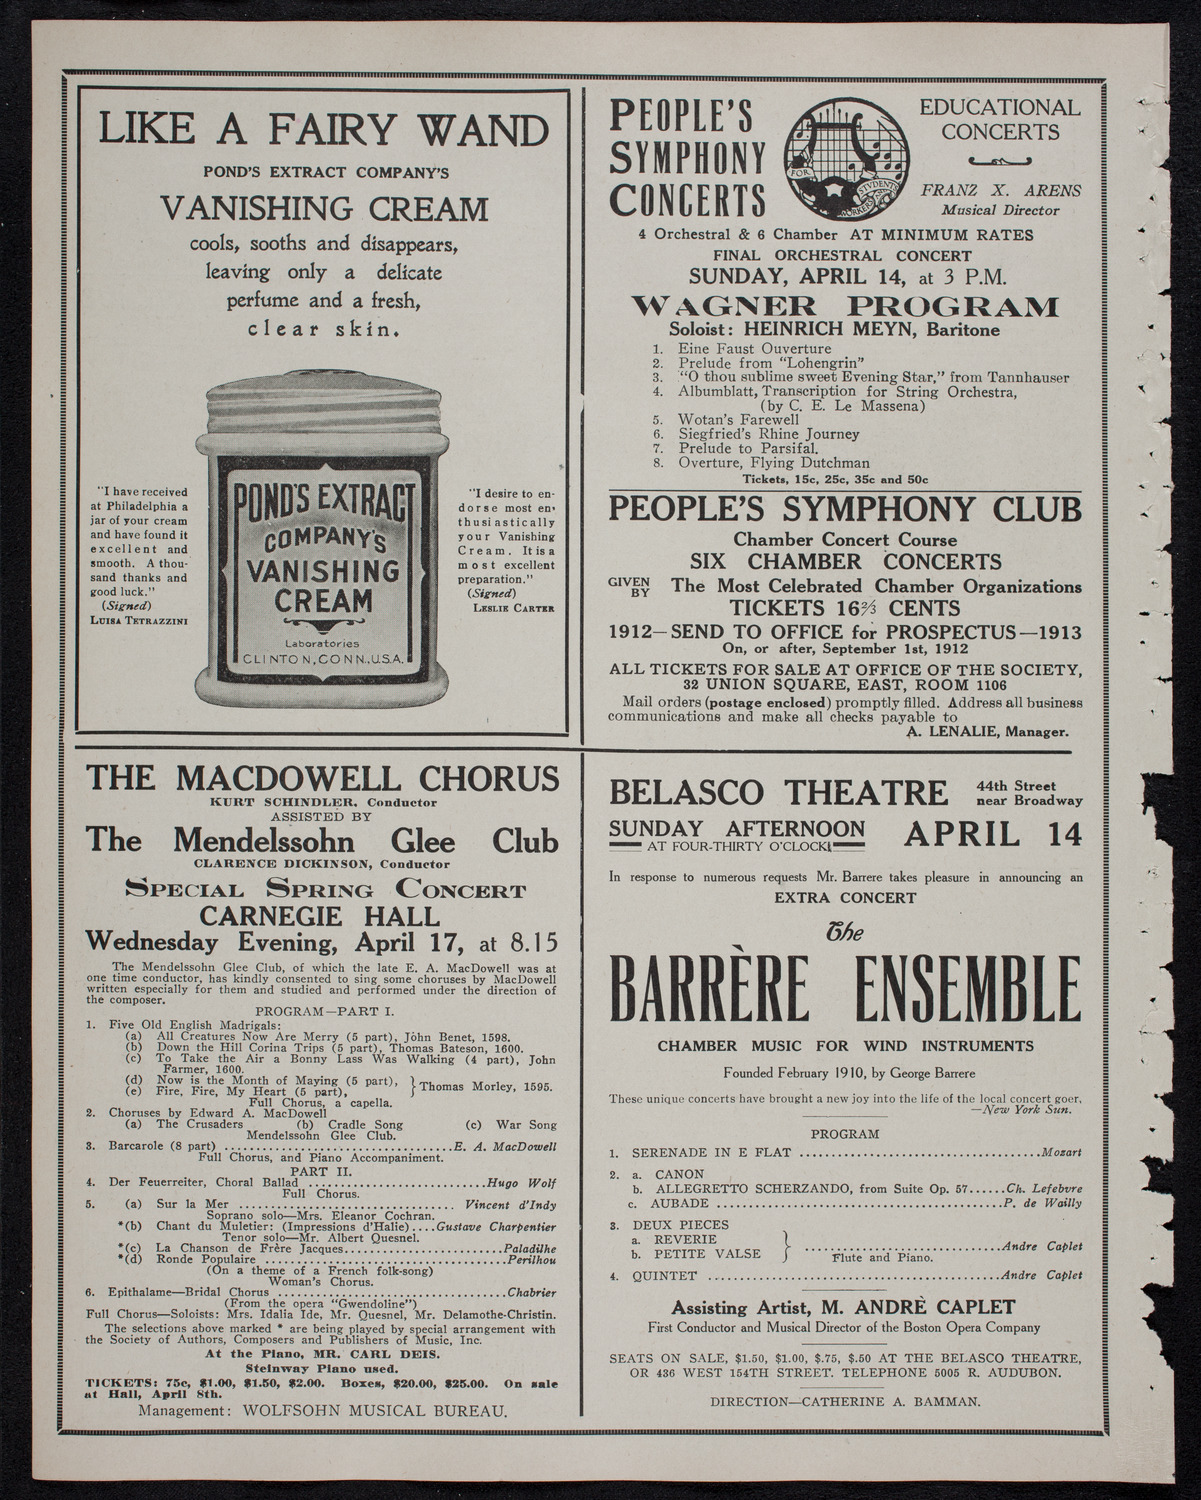 LIKE A FAIRY WAND
POND'S EXTRACT COMPANY'S
VANISHING CREAM
cools, sooths and disappears,
leaving only a delicate
perfume and a fresh,
clear skin.
"I have received
at Philadelphia a
jar of your cream
and have found it
excellent and
smooth. A thou-
sand thanks and
good luck."
(Signed)
LUISA TETRAZZINI
POND'S EXTRACT
COMPANY'S
VANISHING
CREAM
Laboratories
CLINTON, CONN., U.S.A.
"I desire to en-
dorse most en-
thusiastically
your Vanishing
Cream. It is a
most excellent
preparation."
(Signed)
LESLIE CARTER
PEOPLE'S
SYMPHONY
CONCERTS
FOR
STUDENTS
WORKERS
EDUCATIONAL
CONCERTS
FRANZ X. ARENS
Musical Director
4 Orchestral & 6 Chamber AT MINIMUM RATES
FINAL ORCHESTRAL CONCERT
SUNDAY, APRIL 14, at 3 P.M.
WAGNER PROGRAM
Soloist: HEINRICH MEYN, Baritone
1. Eine Faust Ouverture
2. Prelude from "Lohengrin"
3. "O thou sublime sweet Evening Star," from Tannhauser
4. Albumblatt, Transcription for String Orchestra,
(by C. E. Le Massena)
5. Wotan's Farewell
6. Siegfried's Rhine Journey
7. Prelude to Parsifal.
8. Overture, Flying Dutchman
Tickets, 15c, 25c, 35c and 50c
PEOPLE'S SYMPHONY CLUB
Chamber Concert Course
SIX CHAMBER CONCERTS
GIVEN BY The Most Celebrated Chamber Organizations
TICKETS 16⅔ CENTS
1912—SEND TO OFFICE for PROSPECTUS—1913
On, or after, September 1st, 1912
ALL TICKETS FOR SALE AT OFFICE OF THE SOCIETY,
32 UNION SQUARE, EAST, ROOM 1106
Mail orders (postage enclosed) promptly filled. Address all business
communications and make all checks payable to
A. LENALIE, Manager.
THE MACDOWELL CHORUS
KURT SCHINDLER, Conductor
ASSISTED BY
The Mendelssohn Glee Club
CLARENCE DICKINSON, Conductor
SPECIAL SPRING CONCERT
CARNEGIE HALL
Wednesday Evening, April 17, at 8.15
The Mendelssohn Glee Club, of which the late E. A. MacDowell was at
one time conductor, has kindly consented to sing some choruses by MacDowell
written especially for them and studied and performed under the direction of
the composer.
PROGRAM—PART I.
1. Five Old English Madrigals:
(a) All Creatures Now Are Merry (5 part), John Benet, 1598.
(b) Down the Hill Corina Trips (5 part), Thomas Bateson, 1600.
(c) To Take the Air a Bonny Lass Was Walking (4 part), John
Farmer, 1600.
(d) Now is the Month of Maying (5 part),
(e) Fire, Fire, My Heart (5 part), } Thomas Morley, 1595.
Full Chorus, a capella.
2. Choruses by Edward A. MacDowell
(a) The Crusaders (b) Cradle Song (c) War Song
Mendelssohn Glee Club.
3. Barcarole (8 part) ................................E. A. MacDowell
Full Chorus, and Piano Accompaniment.
PART II.
4. Der Feuerreiter, Choral Ballad .........................Hugo Wolf
Full Chorus.
5. (a) Sur la Mer .............................. Vincent d'Indy
Soprano solo—Mrs. Eleanor Cochran.
*(b) Chant du Muletier: (Impressions d'Halie)....Gustave Charpentier
Tenor solo—Mr. Albert Quesnel.
*(c) La Chanson de Frère Jacques.......................Paladilhe
*(d) Ronde Populaire ...................................Perilhou
(On a theme of a French folk-song)
Woman's Chorus.
6. Epithalame—Bridal Chorus ....................................Chabrier
(From the opera "Gwendoline")
Full Chorus—Soloists: Mrs. Idalia Ide, Mr. Quesnel, Mr. Delamothe-Christin.
The selections above marked * are being played by special arrangement with
the Society of Authors, Composers and Publishers of Music, Inc.
At the Piano, MR. CARL DEIS.
Steinway Piano used.
TICKETS: 75c, $1.00, $1.50, $2.00. Boxes, $20.00, $25.00. On sale
at Hall, April 8th.
Management: WOLFSOHN MUSICAL BUREAU.
BELASCO THEATRE 44th Street
near Broadway
SUNDAY AFTERNOON APRIL 14
AT FOUR-THIRTY O'CLOCK
In response to numerous requests Mr. Barrere takes pleasure in announcing an
EXTRA CONCERT
The
BARRÈRE ENSEMBLE
CHAMBER MUSIC FOR WIND INSTRUMENTS
Founded February 1910, by George Barrere
These unique concerts have brought a new joy into the life of the local concert goer,
—New York Sun.
PROGRAM
1. SERENADE IN E FLAT ....................................Mozart
2. a. CANON
b. ALLEGRETTO SCHERZANDO, from Suite Op. 57......Ch. Lefebvre
c. AUBADE ..........................................P. de Wailly
3. DEUX PIECES
a. REVERIE
b. PETITE VALSE } .............................Andre Caplet
Flute and Piano.
4. QUINTET ...........................................Andre Caplet
Assisting Artist, M. ANDRÈ CAPLET
First Conductor and Musical Director of the Boston Opera Company
SEATS ON SALE, $1.50, $1.00, $.75, $.50 AT THE BELASCO THEATRE,
OR 436 WEST 154TH STREET. TELEPHONE 5005 R. AUDUBON.
DIRECTION—CATHERINE A. BAMMAN.